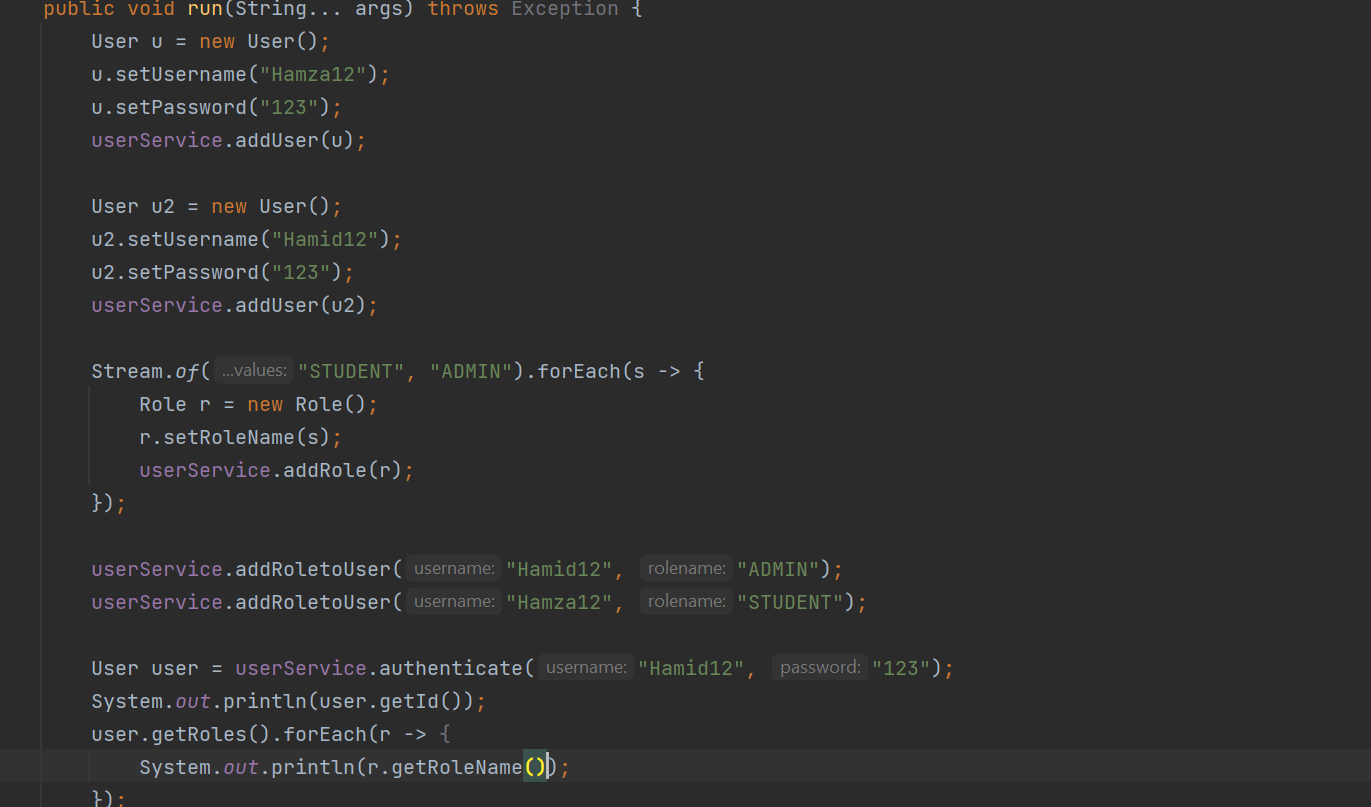 public void run(String... args) throws Exception {
User u = new User();
u.setUsername("Hamza12");
u.setPassword("123");
userService.addUser(u);
User u2 = new User();
u2.setUsername("Hamid12");
u2.setPassword("123");
userService.addUser(u2);
Stream.of( ...values: "STUDENT", "ADMIN").forEach(s -> {
Role r = new Role();
r.setRoleName(s);
userService.addRole(r);
});
userService.addRoletoUser( username: "Hamid12", rolename: "ADMIN");
userService.addRoletoUser( username: "Hamza12", rolename: "STUDENT");
User user = userService.authenticate( username: "Hamid12", password: "123");
System.out.println(user.getId());
user.getRoles().forEach(r -> {
System.out.println(r.getRoleName());
});